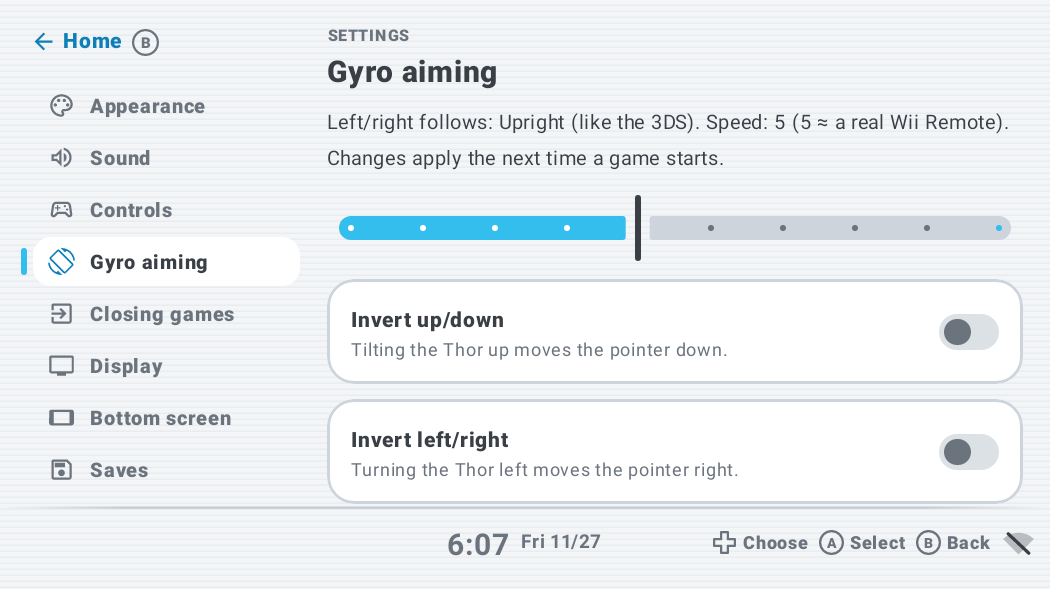 Home B
SETTINGS
Gyro aiming
Left/right follows: Upright (like the 3DS). Speed: 5 (5 ≈ a real Wii Remote).
Changes apply the next time a game starts.
Appearance
Sound
Controls
Gyro aiming
Closing games
Display
Bottom screen
Saves
Invert up/down
Tilting the Thor up moves the pointer down.
Invert left/right
Turning the Thor left moves the pointer right.
6:07 Fri 11/27
Choose A Select B Back